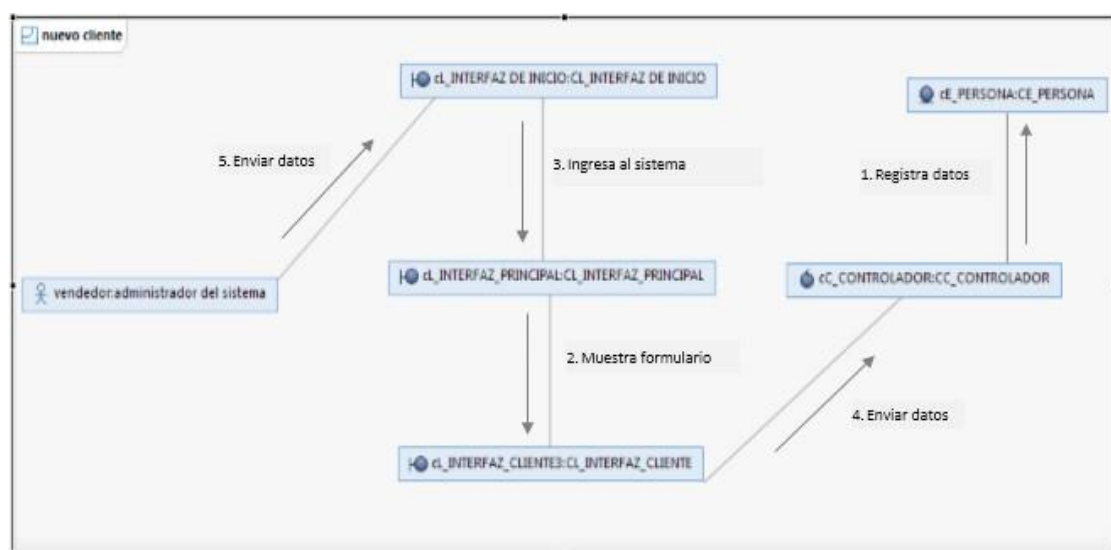 nuevo cliente
cL_INTERFAZ DE INICIO:CL_INTERFAZ DE INICIO
cE_PERSONA:CE_PERSONA
5. Enviar datos
3. Ingresa al sistema
1. Registra datos
cL_INTERFAZ_PRINCIPAL:CL_INTERFAZ_PRINCIPAL
cC_CONTROLADOR:CC_CONTROLADOR
vendedor:administrador del sistema
2. Muestra formulario
4. Enviar datos
cL_INTERFAZ_CLIENTE3:CL_INTERFAZ_CLIENTE